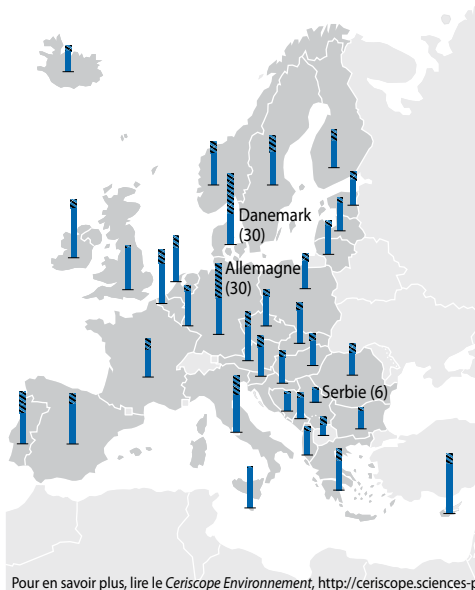 Danemark
(30)
Allemagne
(30)
Serbie (6)
Pour en savoir plus, lire le Ceriscope Environnement, http://ceriscope.sciences-p